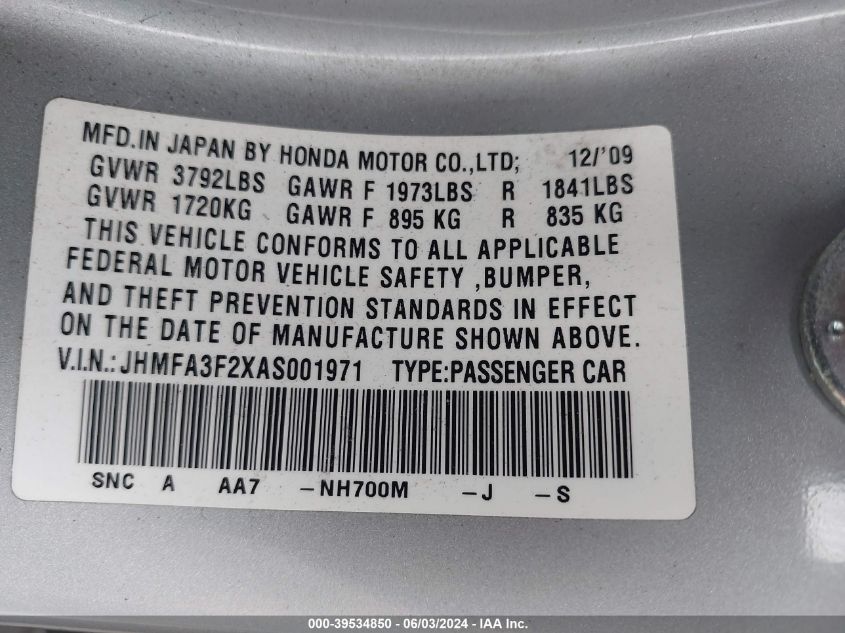 MFD.IN JAPAN BY HONDA MOTOR CO.,LTD; 12/'09
GVWR 3792LBS GAWR F 1973LBS R 1841LBS
GVWR 1720KG GAWR F 895 KG R 835 KG
THIS VEHICLE CONFORMS TO ALL APPLICABLE
FEDERAL MOTOR VEHICLE SAFETY ,BUMPER,
AND THEFT PREVENTION STANDARDS IN EFFECT
ON THE DATE OF MANUFACTURE SHOWN ABOVE.
V.I.N.:JHMFA3F2XAS001971 TYPE:PASSENGER CAR
SNC A AA7 -NH700M -J -S
000-39534850 - 06/03/2024 - IAA Inc.